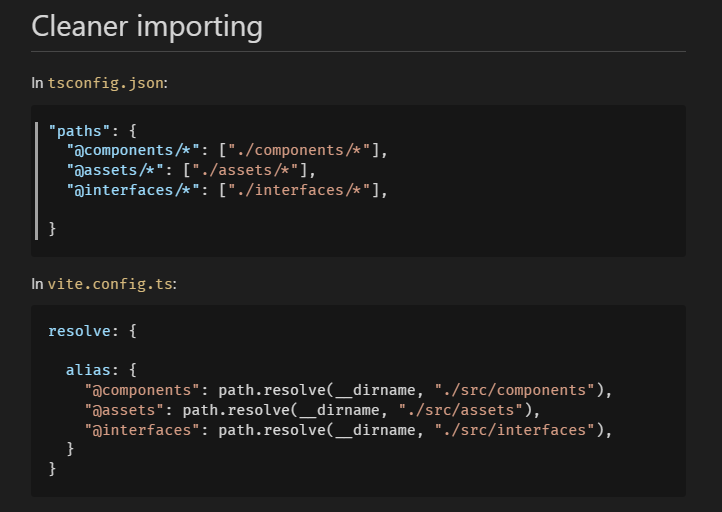 Cleaner importing
In tsconfig.json:
"paths": {
  "@components/*": ["./components/*"],
  "@assets/*": ["./assets/*"],
  "@interfaces/*": ["./interfaces/*"],
}
In vite.config.ts:
resolve: {
  alias: {
    "@components": path.resolve(__dirname, "./src/components"),
    "@assets": path.resolve(__dirname, "./src/assets"),
    "@interfaces": path.resolve(__dirname, "./src/interfaces"),
  }
}